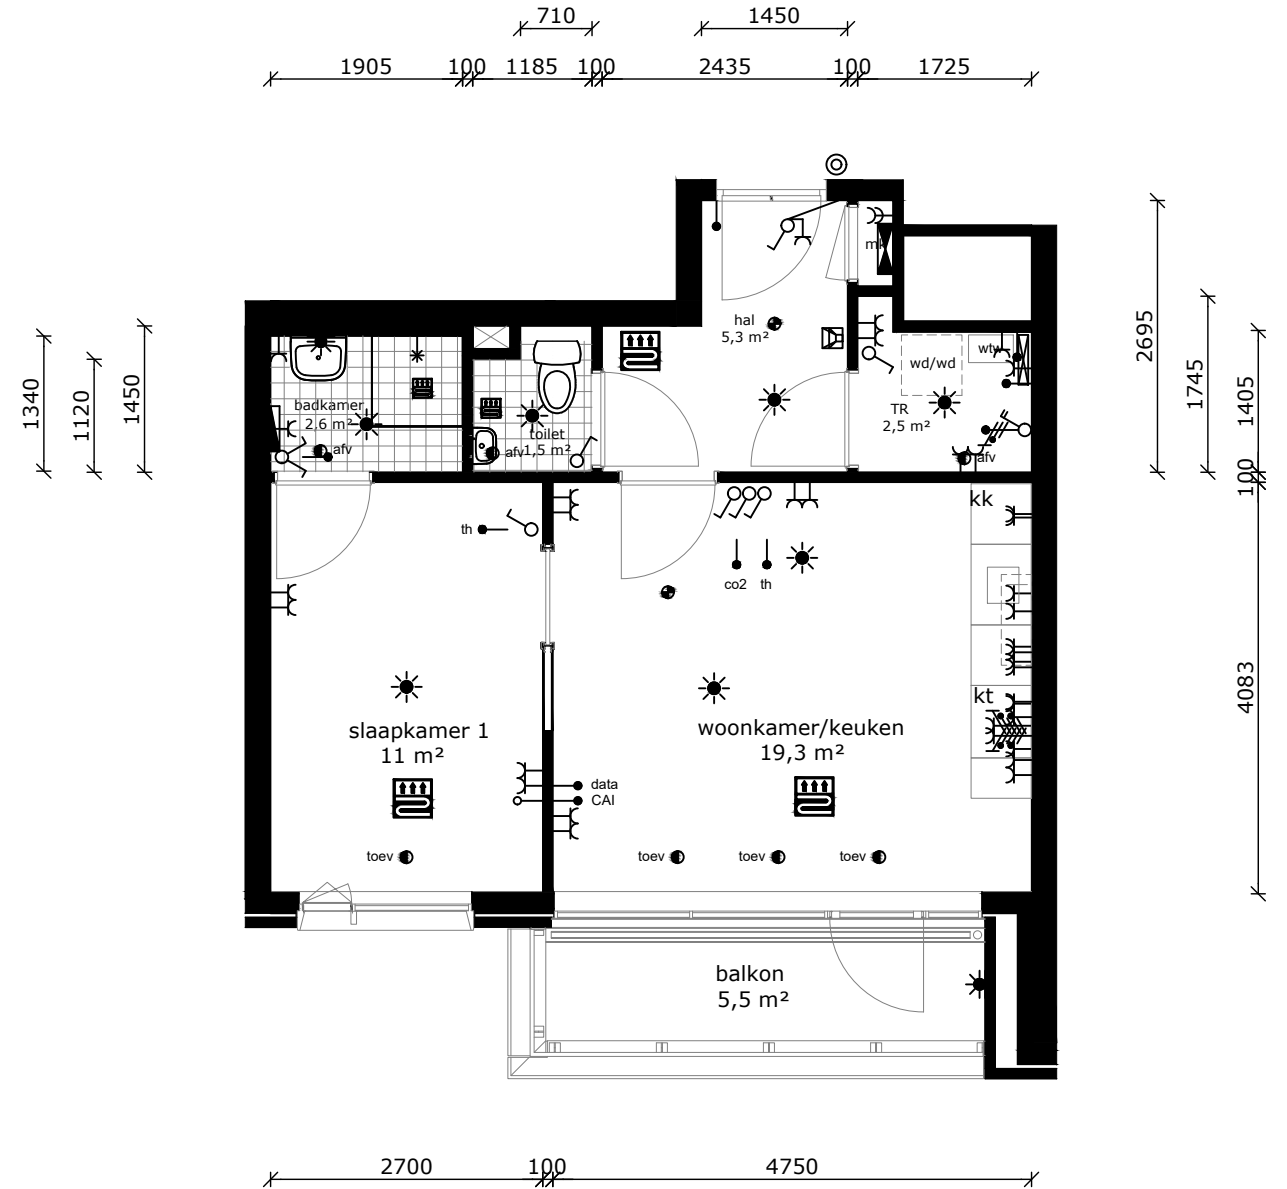 710
1450
1905
100
1185
100
2435
100
1725
hal
5,3 m²
wd/wd
badkamer
2,6 m²
afv
toilet
1,5 m²
afv
TR
2,5 m²
afv
kk
th
co2
th
kt
slaapkamer 1
11 m²
woonkamer/keuken
19,3 m²
data
CAI
toev
toev
toev
toev
balkon
5,5 m²
1340
1120
1450
2695
1745
1405
100
4083
2700
100
4750